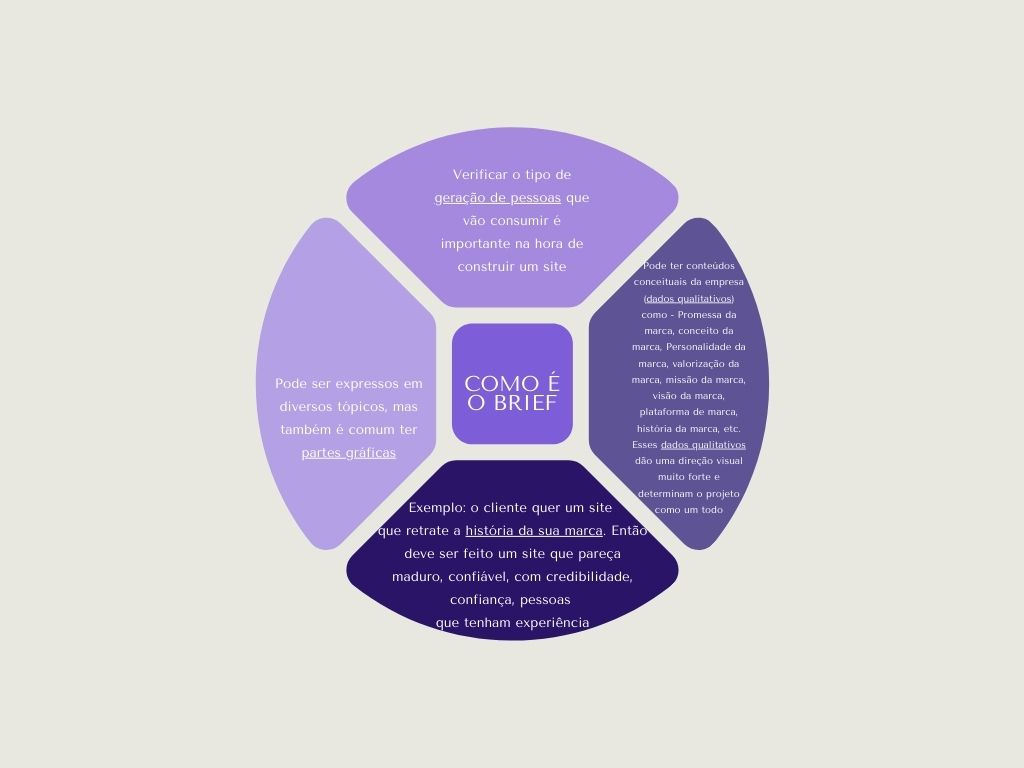 Verificar o tipo de
geração de pessoas que
vão consumir é
importante na hora de
construir um site
Pode ter conteúdos
conceituais da empresa
(dados qualitativos)
como - Promessa da
marca, conceito da
marca, Personalidade da
marca, valorização da
marca, missão da marca,
visão da marca,
plataforma de marca,
história da marca, etc.
Esses dados qualitativos
dão uma direção visual
muito forte e
determinam o projeto
como um todo
COMO É
O BRIEF
Pode ser expressos em
diversos tópicos, mas
também é comum ter
partes gráficas
Exemplo: o cliente quer um site
que retrate a história da sua marca. Então
deve ser feito um site que pareça
maduro, confiável, com credibilidade,
confiança, pessoas
que tenham experiência